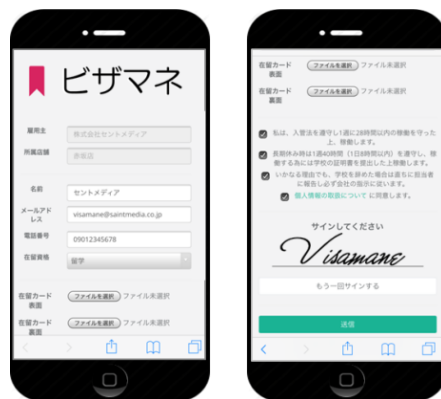 ビザマネ
雇用主
株式会社セントメディア
所属店舗
表参道
名前
セントメディア
メールアド
レス
visamane@saintmedia.co.jp
電話番号
09012345678
在留資格
留学
在留カード
表面
ファイルを選択 ファイル未選択
在留カード
裏面
ファイルを選択 ファイル未選択
在留カード
表面
ファイルを選択 ファイル未選択
在留カード
裏面
ファイルを選択 ファイル未選択
私は、入管法を遵守し1週に28時間以内の稼働を守った
上、稼働します。
長期休み時は1週40時間（1日8時間以内）を遵守し、稼
働する為には学校の証明書を提出した上稼働します。
いかなる理由でも、学校を辞めた場合は直ちに担当者
に報告し必ず会社の指示に従います。
個人情報の取扱について に同意します。
サインしてください
Visamane
もう一回サインする
送信